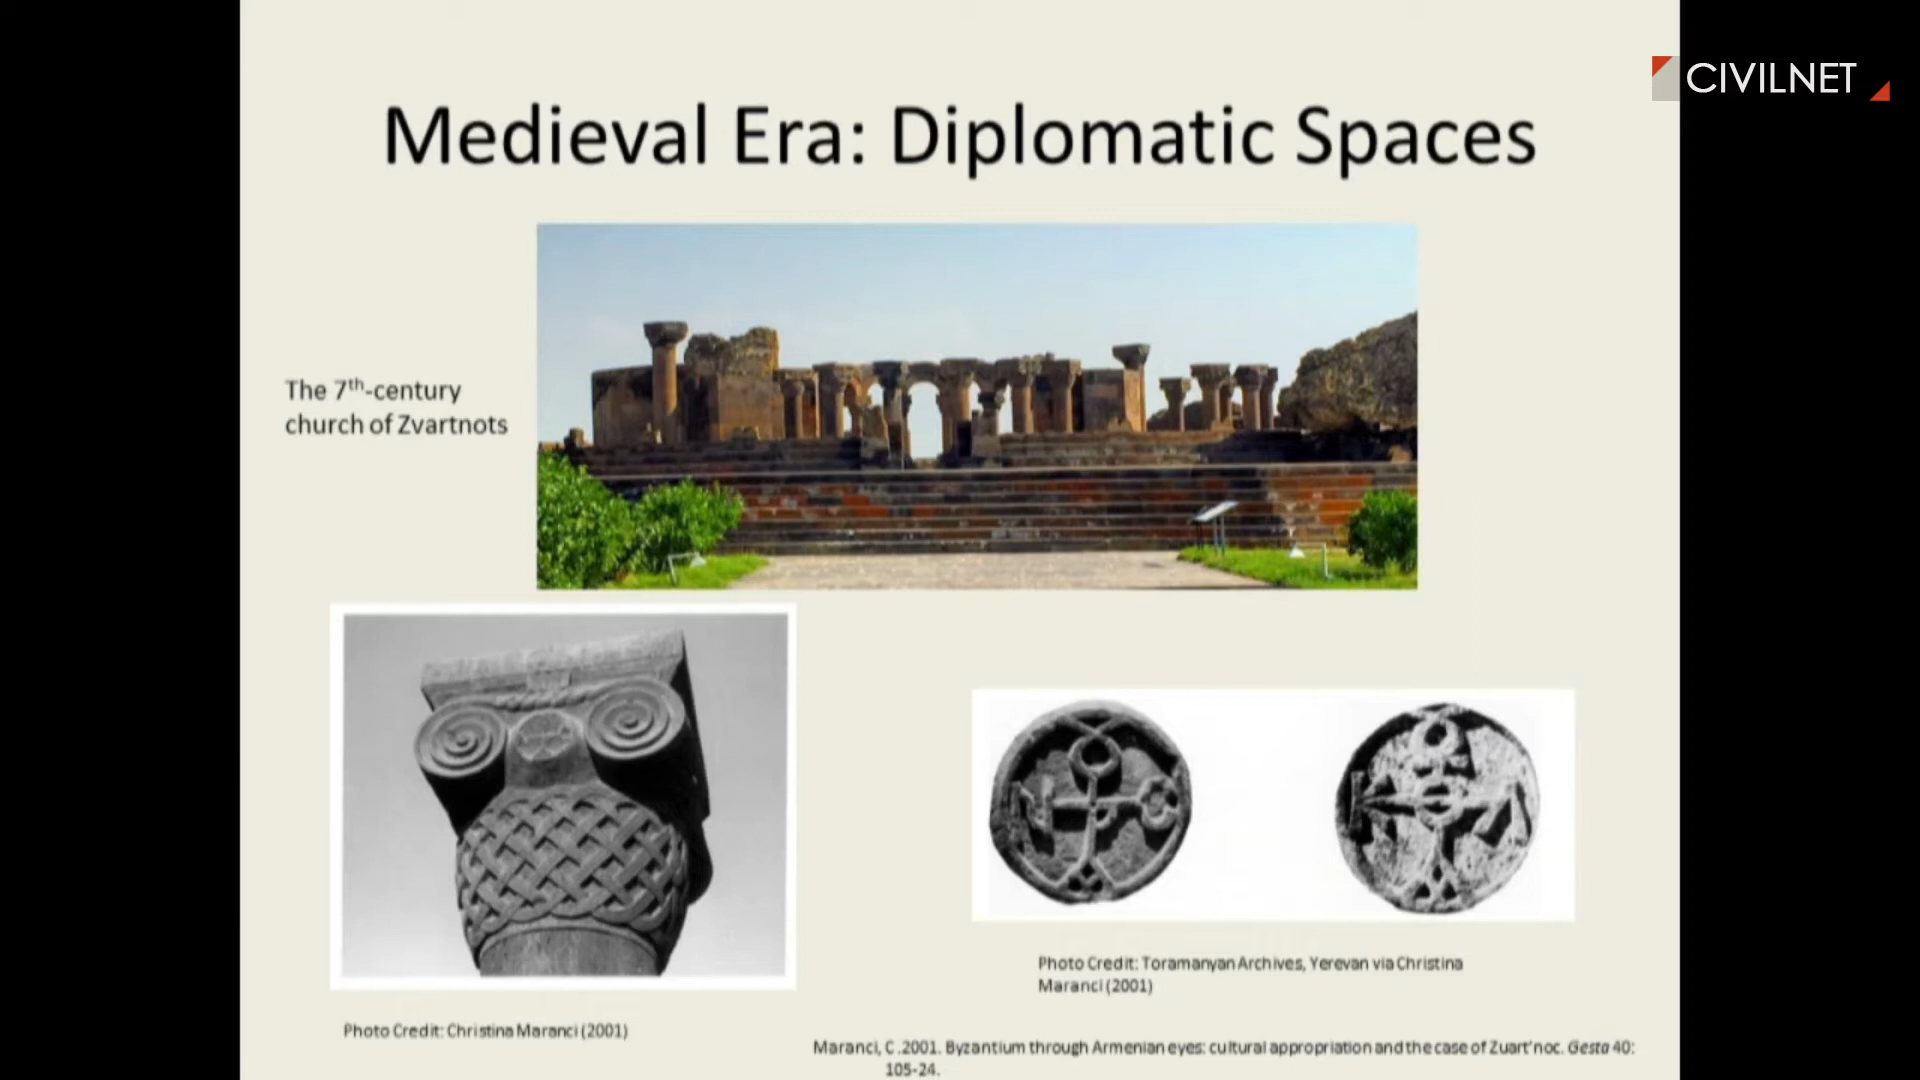 CIVILNET
Medieval Era: Diplomatic Spaces
The 7th-century
church of Zvartnots
Photo Credit: Toramanyan Archives, Yerevan via Christina
Maranci (2001)
Photo Credit: Christina Maranci (2001)
Maranci, C .2001. Byzantium through Armenian eyes: cultural appropriation and the case of Zuart'noc. Gesta 40:
105-24.